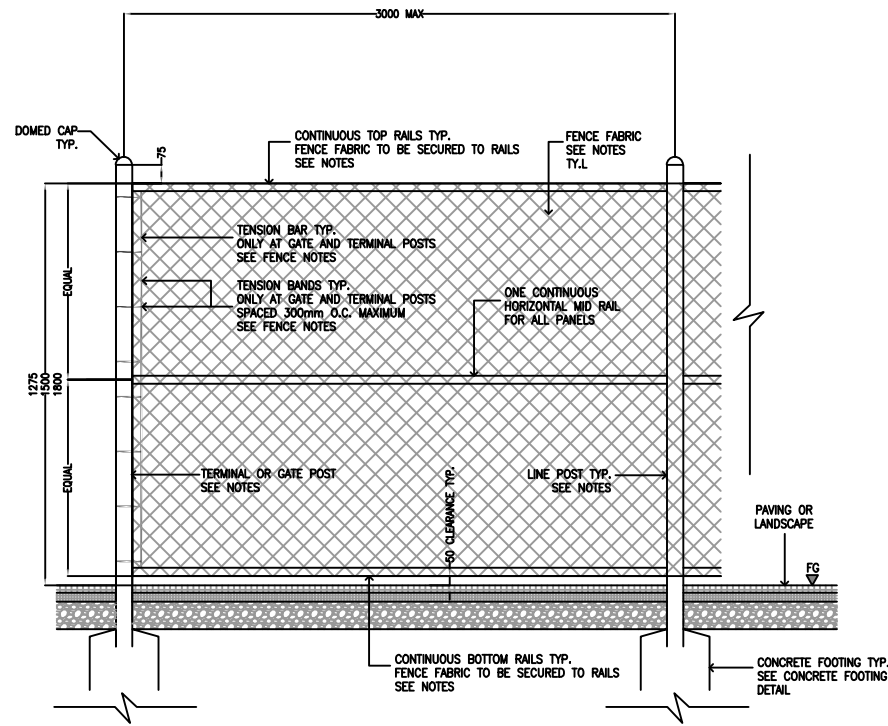 3000 MAX
DOMED CAP
TYP.
75
CONTINUOUS TOP RAILS TYP.
FENCE FABRIC TO BE SECURED TO RAILS
SEE NOTES
FENCE FABRIC
SEE NOTES
TY.L
TENSION BAR TYP.
ONLY AT GATE AND TERMINAL POSTS
SEE FENCE NOTES
TENSION BANDS TYP.
ONLY AT GATE AND TERMINAL POSTS
SPACED 300mm O.C. MAXIMUM
SEE FENCE NOTES
EQUAL
ONE CONTINUOUS
HORIZONTAL MID RAIL
FOR ALL PANELS
1275
1500
1800
EQUAL
TERMINAL OR GATE POST
SEE NOTES
50 CLEARANCE TYP.
LINE POST TYP.
SEE NOTES
PAVING OR
LANDSCAPE
FG
CONTINUOUS BOTTOM RAILS TYP.
FENCE FABRIC TO BE SECURED TO RAILS
SEE NOTES
CONCRETE FOOTING TYP.
SEE CONCRETE FOOTING
DETAIL